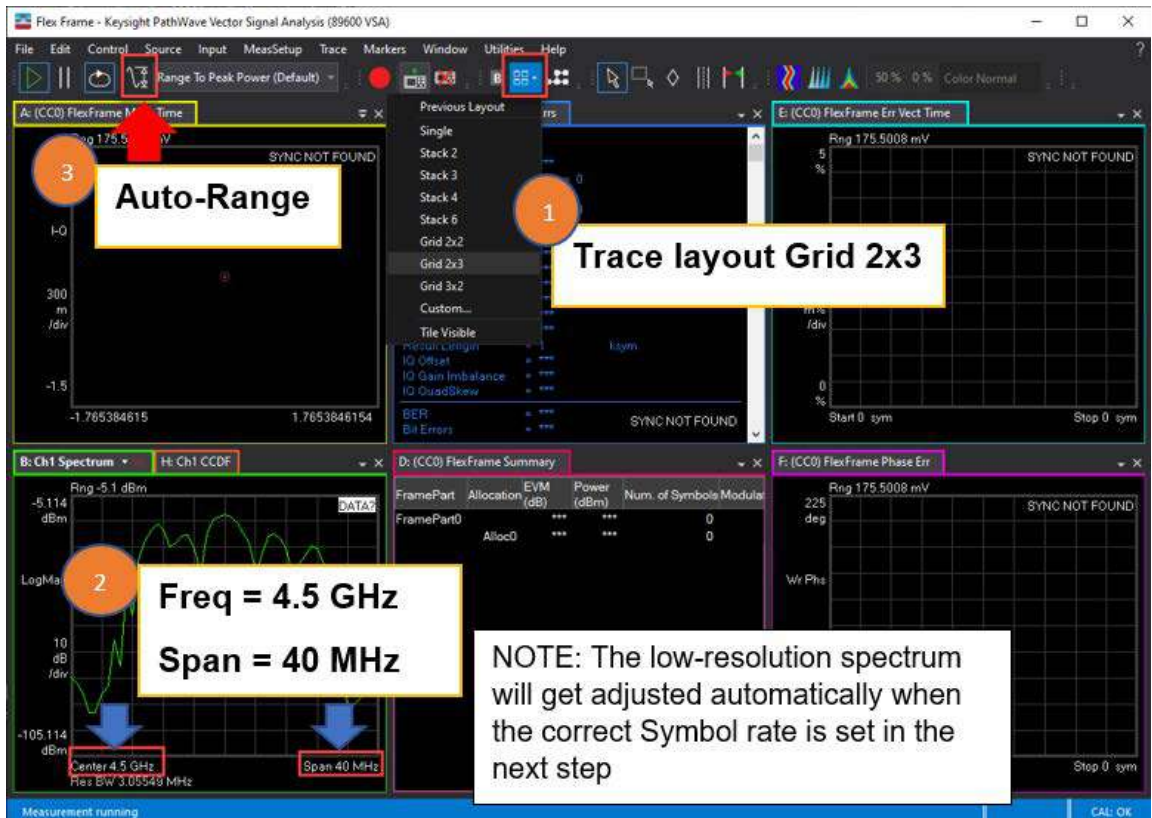 Flex Frame - Keysight PathWave Vector Signal Analysis (89600 VSA)
File Edit Control Source Input MeasSetup Trace Markers Window Utilities Help
?
Range To Peak Power (Default)
B
50 % 0 % Color Normal
A: (CC0) FlexFrame
Time
rrs
E: (CC0) FlexFrame Err Vect Time
Previous Layout
Single
Stack 2
Stack 3
Stack 4
Stack 6
Grid 2x2
Grid 2x3
Grid 3x2
Custom...
Tile Visible
SYNC NOT FOUND
3
Auto-Range
I-Q
300
m
/div
-1.5
-1.765384615 1.7653846154
1
Trace layout Grid 2x3
***
0
Result Length = 1 ksym
IQ Offset = ***
IQ Gain Imbalance = ***
IQ QuadSkew = ***
BER = ***
Bit Errors = ***
SYNC NOT FOUND
Rng 175.5008 mV
5
%
SYNC NOT FOUND
m%
/div
0
%
Start 0 sym Stop 0 sym
B: Ch1 Spectrum H: Ch1 CCDF
Rng -5.1 dBm
-5.114
dBm
DATA?
2
Freq = 4.5 GHz
Span = 40 MHz
10
dB
/div
-105.114
dBm
Center 4.5 GHz Span 40 MHz
Res BW 3.05549 MHz
D: (CC0) FlexFrame Summary
FramePart Allocation EVM (dB) Power (dBm) Num. of Symbols Modulat
FramePart0 *** *** 0
Alloc0 *** *** 0
F: (CC0) FlexFrame Phase Err
Rng 175.5008 mV
225
deg
SYNC NOT FOUND
Wr Phs
Stop 0 sym
NOTE: The low-resolution spectrum
will get adjusted automatically when
the correct Symbol rate is set in the
next step
Measurement running
CAL: OK